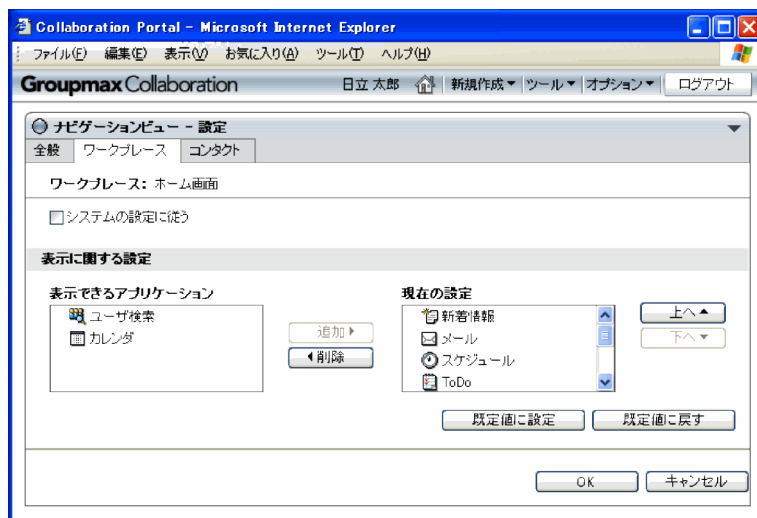 Collaboration Portal - Microsoft Internet Explorer
ファイル(F) 編集(E) 表示(V) お気に入り(A) ツール(T) ヘルプ(H)
Groupmax Collaboration 日立 太郎 新規作成▼ ツール▼ オプション▼ ログアウト
ナビゲーションビュー - 設定
全般 ワークプレース コンタクト
ワークプレース: ホーム画面
システムの設定に従う
表示に関する設定
表示できるアプリケーション 現在の設定
ユーザ検索 新着情報 上へ▲
カレンダ 追加 メール 下へ▼
削除 スケジュール
ToDo
既定値に設定 既定値に戻す
OK キャンセル